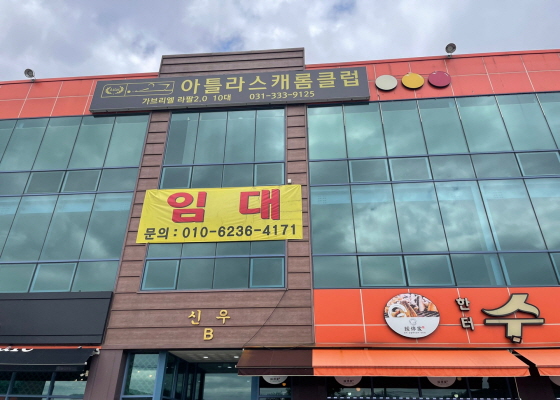 아틀라스캐롬클럽
가브리엘 라팔2.0 10대 031-333-9125
임 대
문의 : 010-6236-4171
신우
B
한터
수